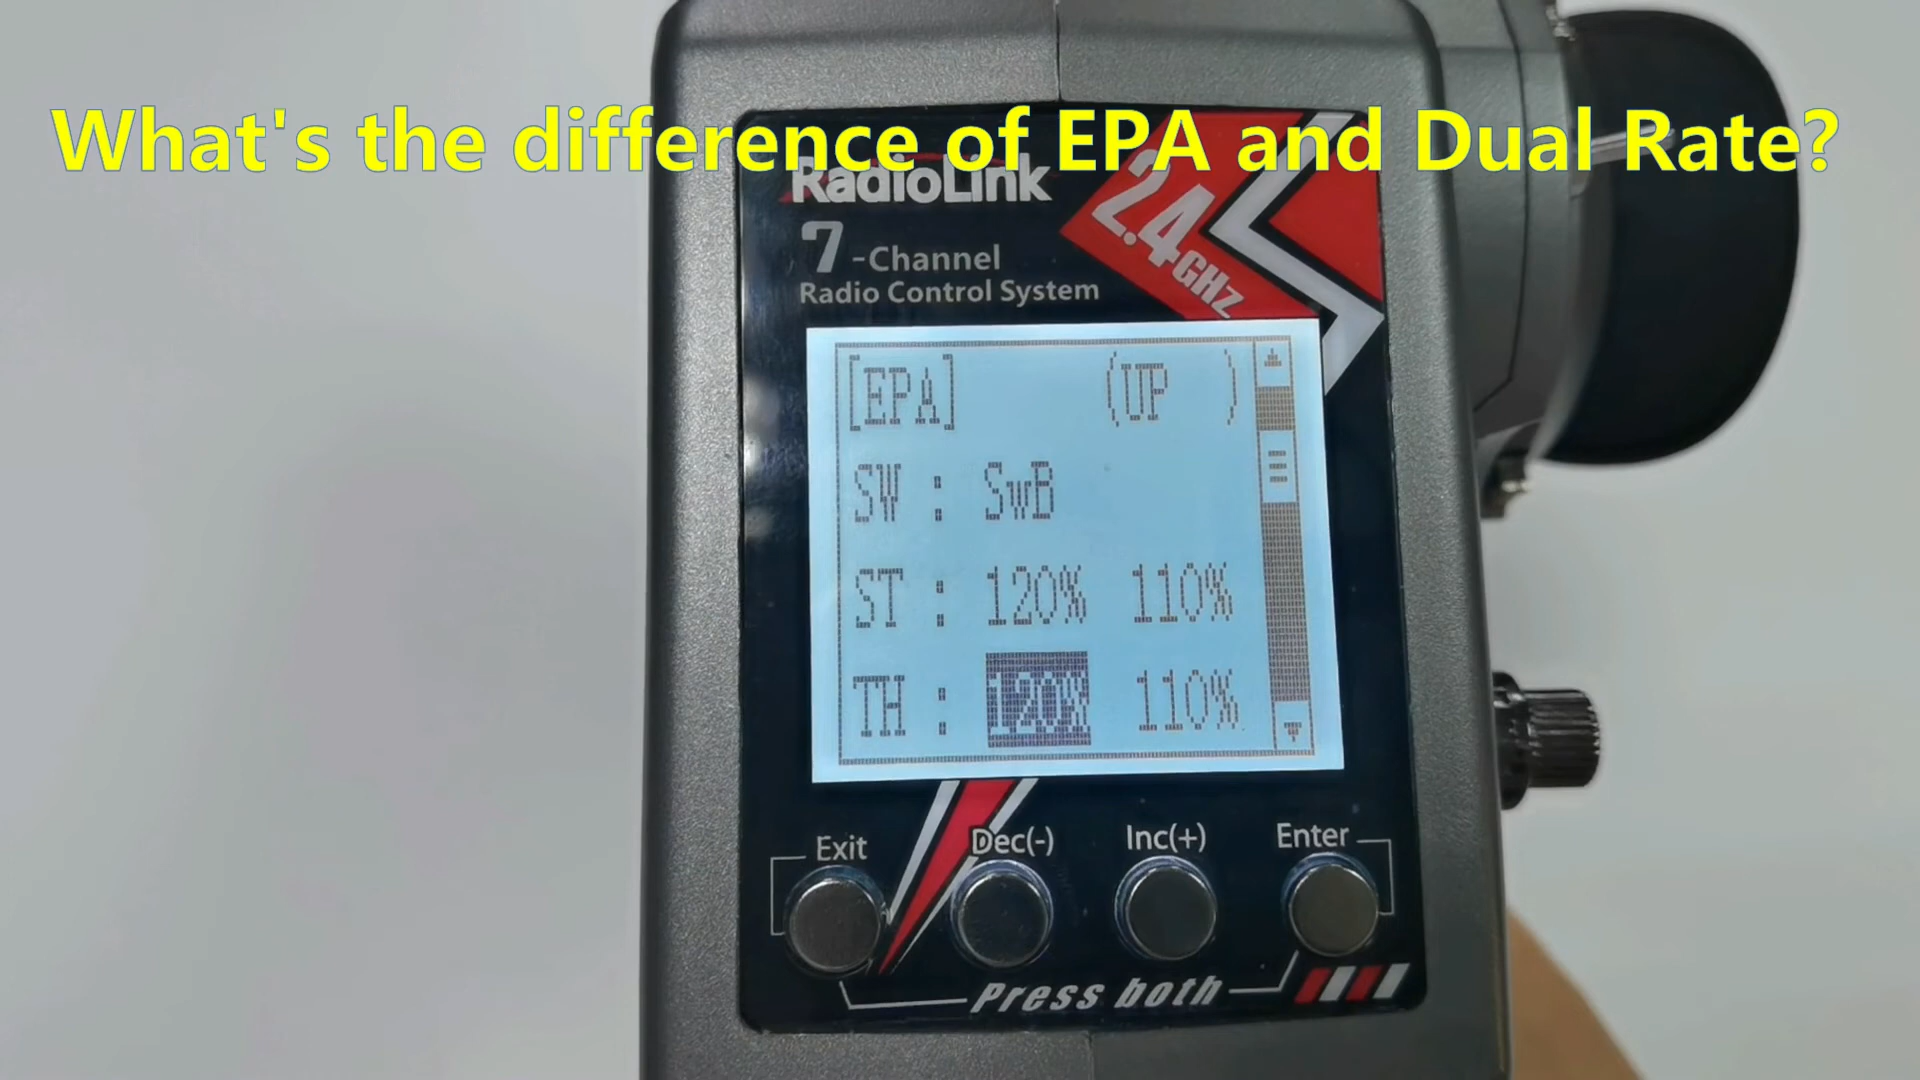 What's the difference of EPA and Dual Rate?
RadioLink
2.4GHz
7-Channel
Radio Control System
[EPA] (UP )
SW : SwB
ST : 120% 110%
TH : 120% 110%
Exit Dec(-) Inc(+) Enter
Press both